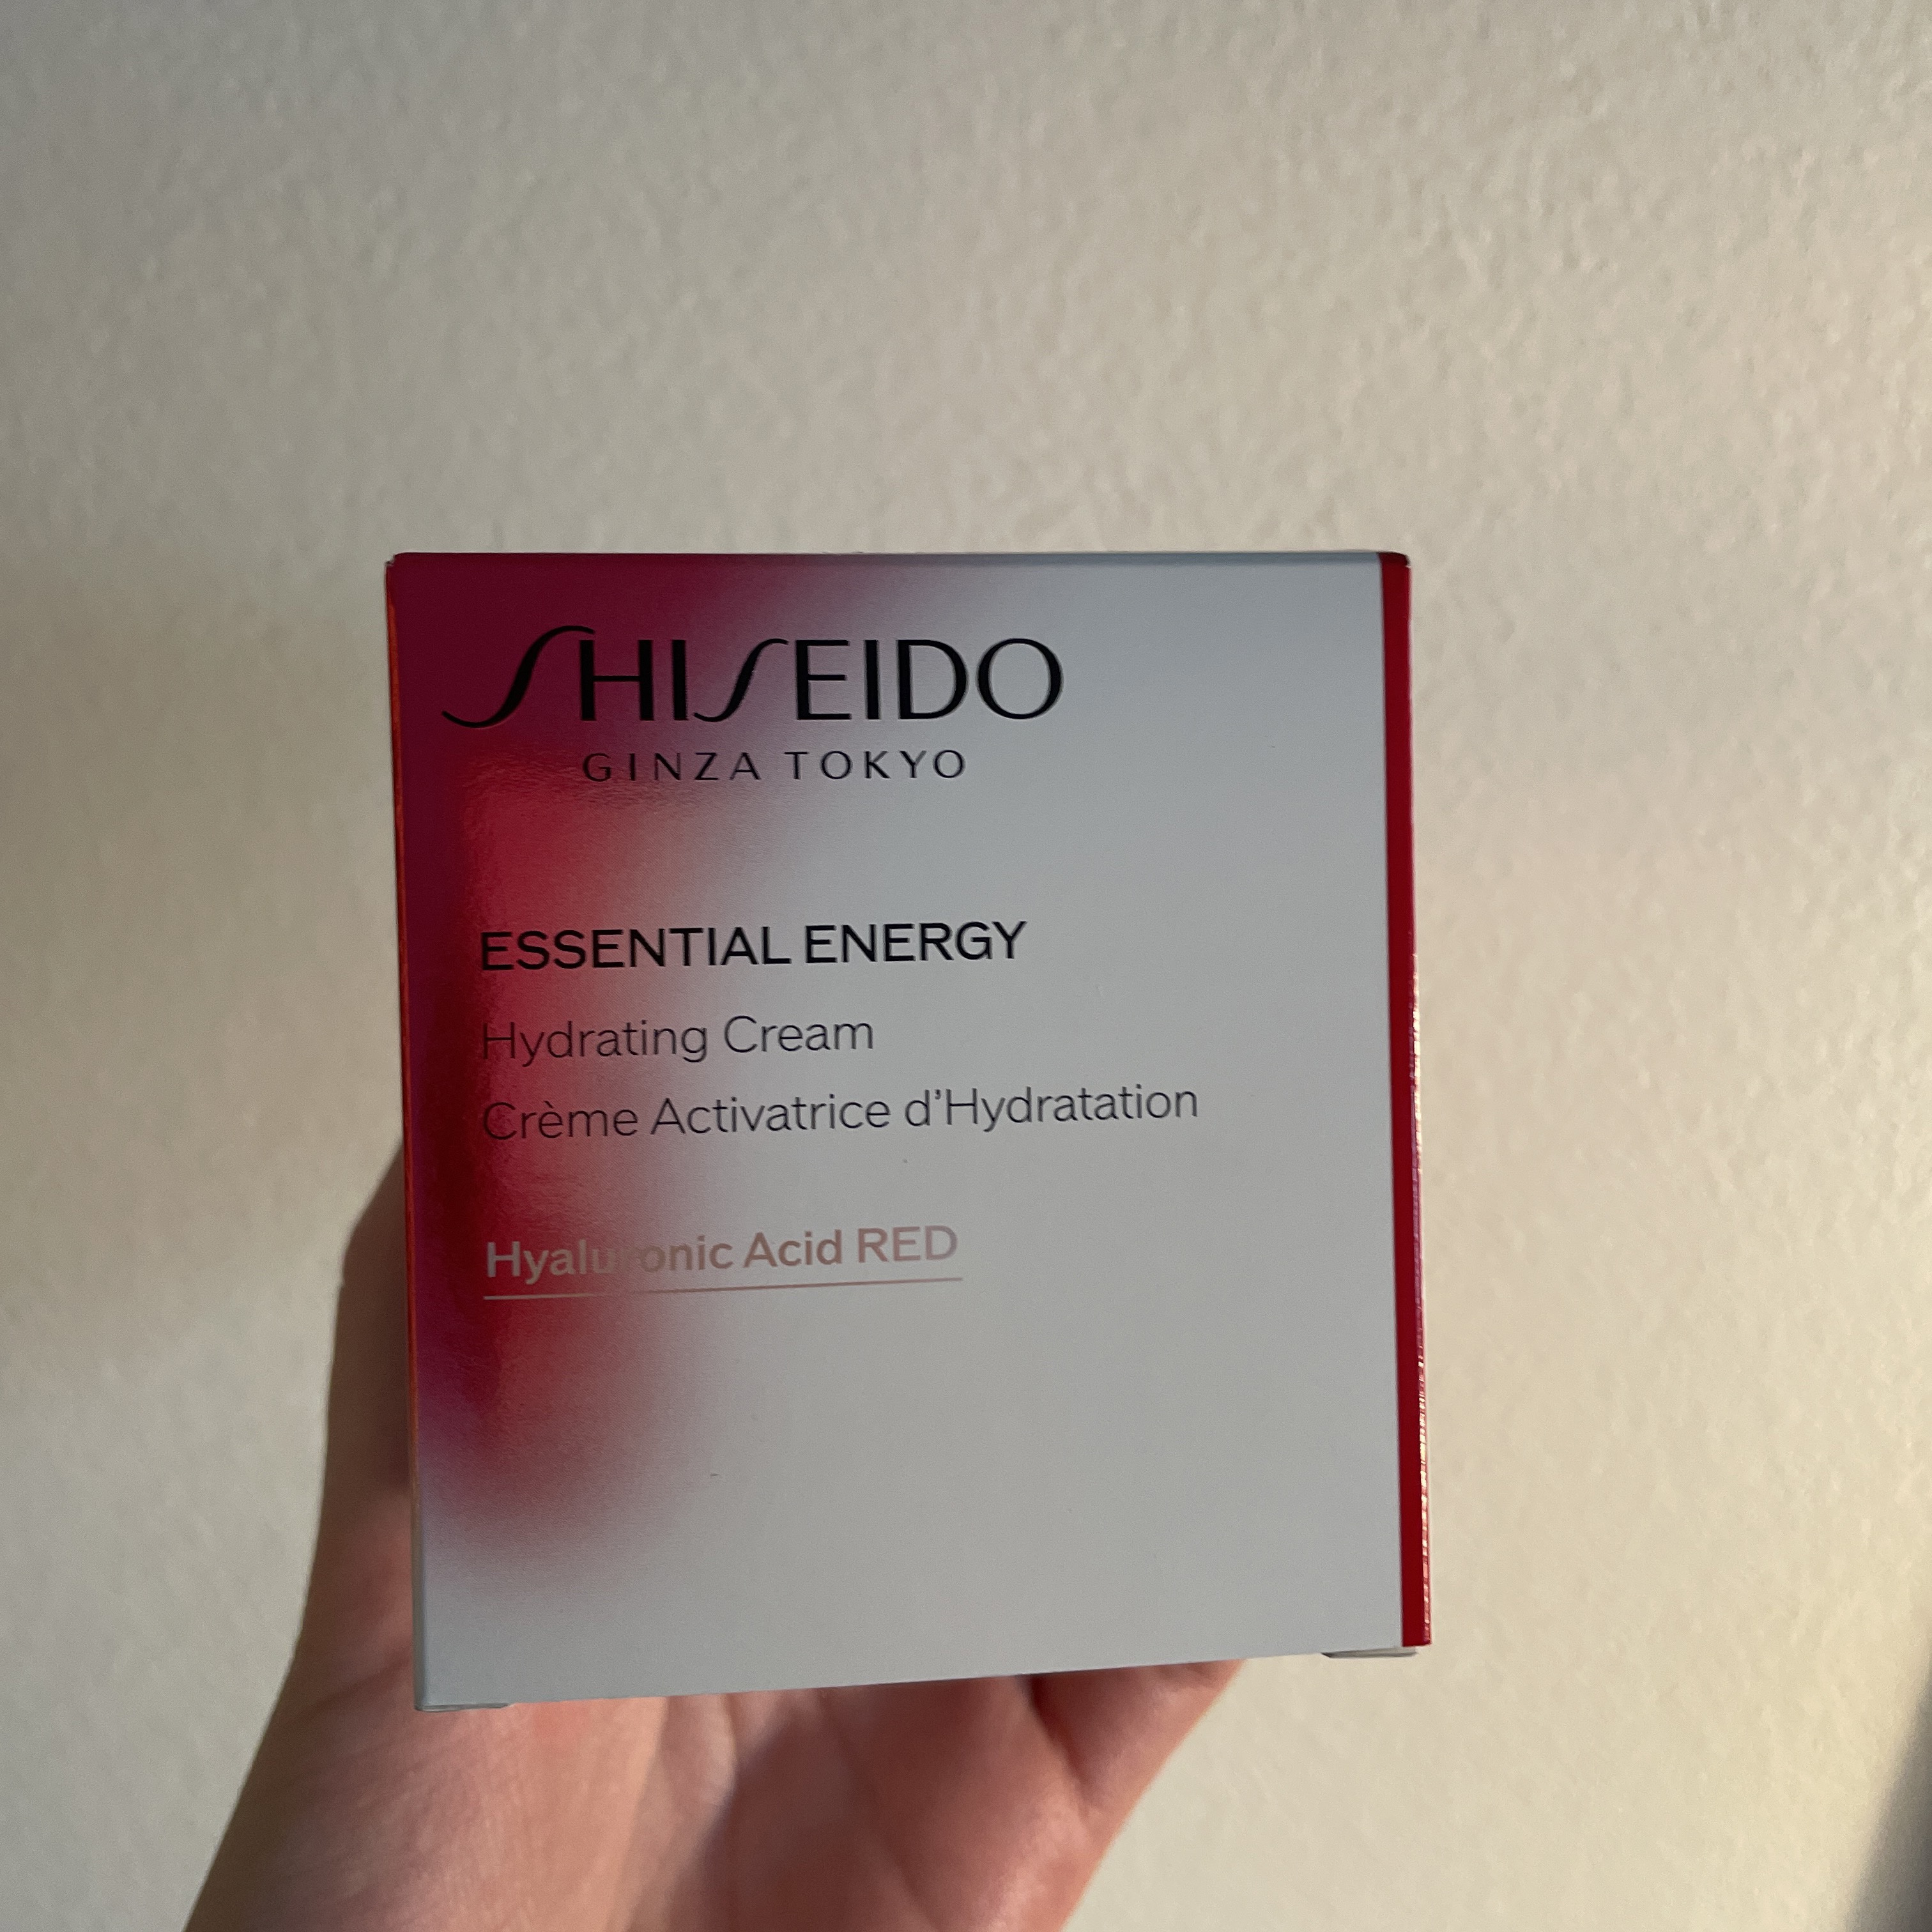 SHISEIDO
GINZA TOKYO
ESSENTIAL ENERGY
Hydrating Cream
Crème Activatrice d'Hydratation
Hyaluronic Acid RED